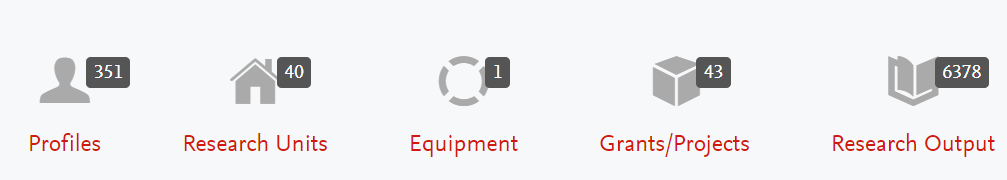 351 40 1 43 6378
Profiles Research Units Equipment Grants/Projects Research Output